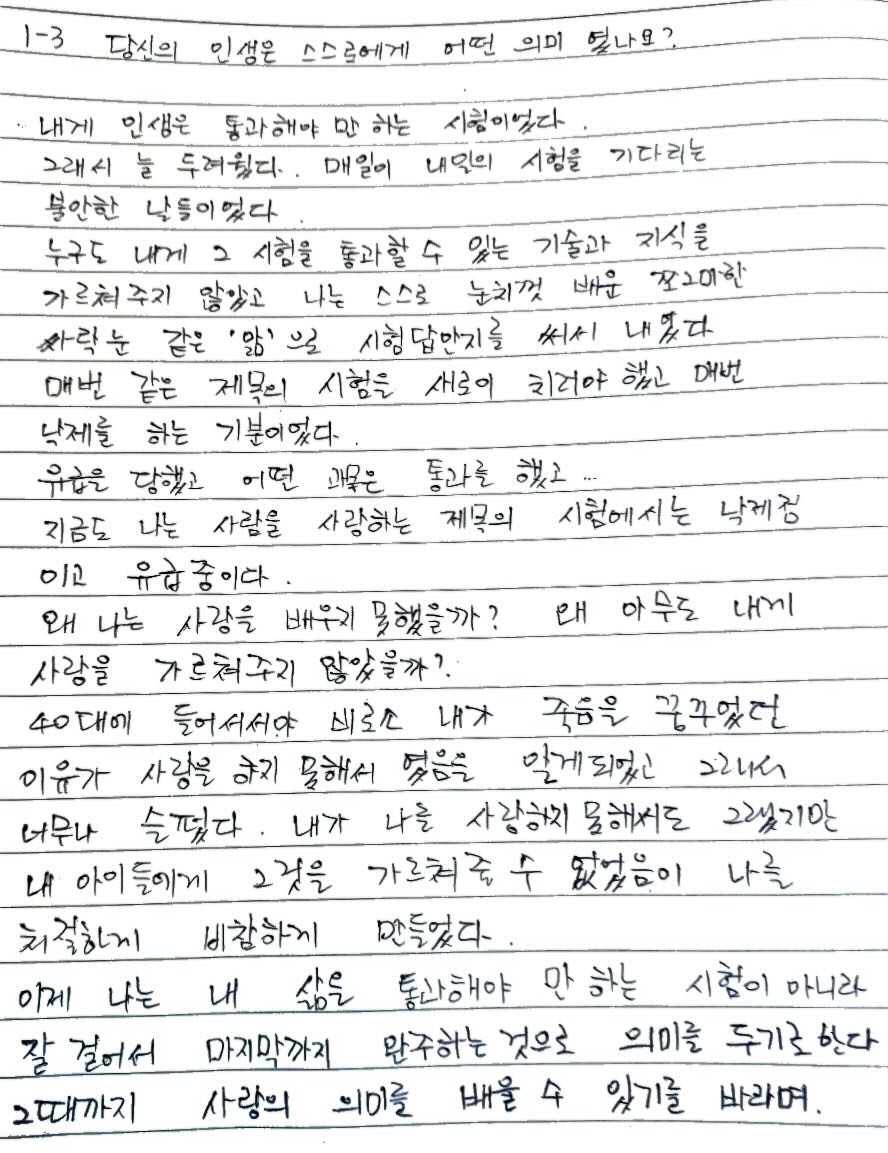 1-3 당신의 인생은 스스로에게 어떤 의미 였나요?
내게 인생은 통과해야 만 하는 시험이었다.
그래서 늘 두려웠다. 매일이 내일의 시험을 기다리는
불안한 날들이었다.
누구도 내게 그 시험을 통과할 수 있는 기술과 지식을
가르쳐주지 않았고 나는 스스로 눈치껏 배운 쪼그마한
싸락눈 같은 '앎'으로 시험답안지를 써서 내었다
매번 같은 제목의 시험을 새로이 치러야 했고 매번
낙제를 하는 기분이었다.
유급을 당했고 어떤 과목은 통과를 했고...
지금도 나는 사람을 사랑하는 제목의 시험에서는 낙제점
이고 유급중이다.
왜 나는 사랑을 배우지 못했을까? 왜 아무도 내게
사랑을 가르쳐주지 않았을까?
40대에 들어서서야 비로소 내가 죽음을 꿈꾸었던
이유가 사랑을 하지 못해서 였음을 알게되었고 그래서
너무나 슬펐다. 내가 나를 사랑하지 못해서도 그랬지만
내 아이들에게 그것을 가르쳐 줄 수 없었음이 나를
처절하게 비참하게 만들었다.
이제 나는 내 삶을 통과해야 만 하는 시험이 아니라
잘 걸어서 마지막까지 완주하는 것으로 의미를 두기로 한다
그때까지 사랑의 의미를 배울 수 있기를 바라며.